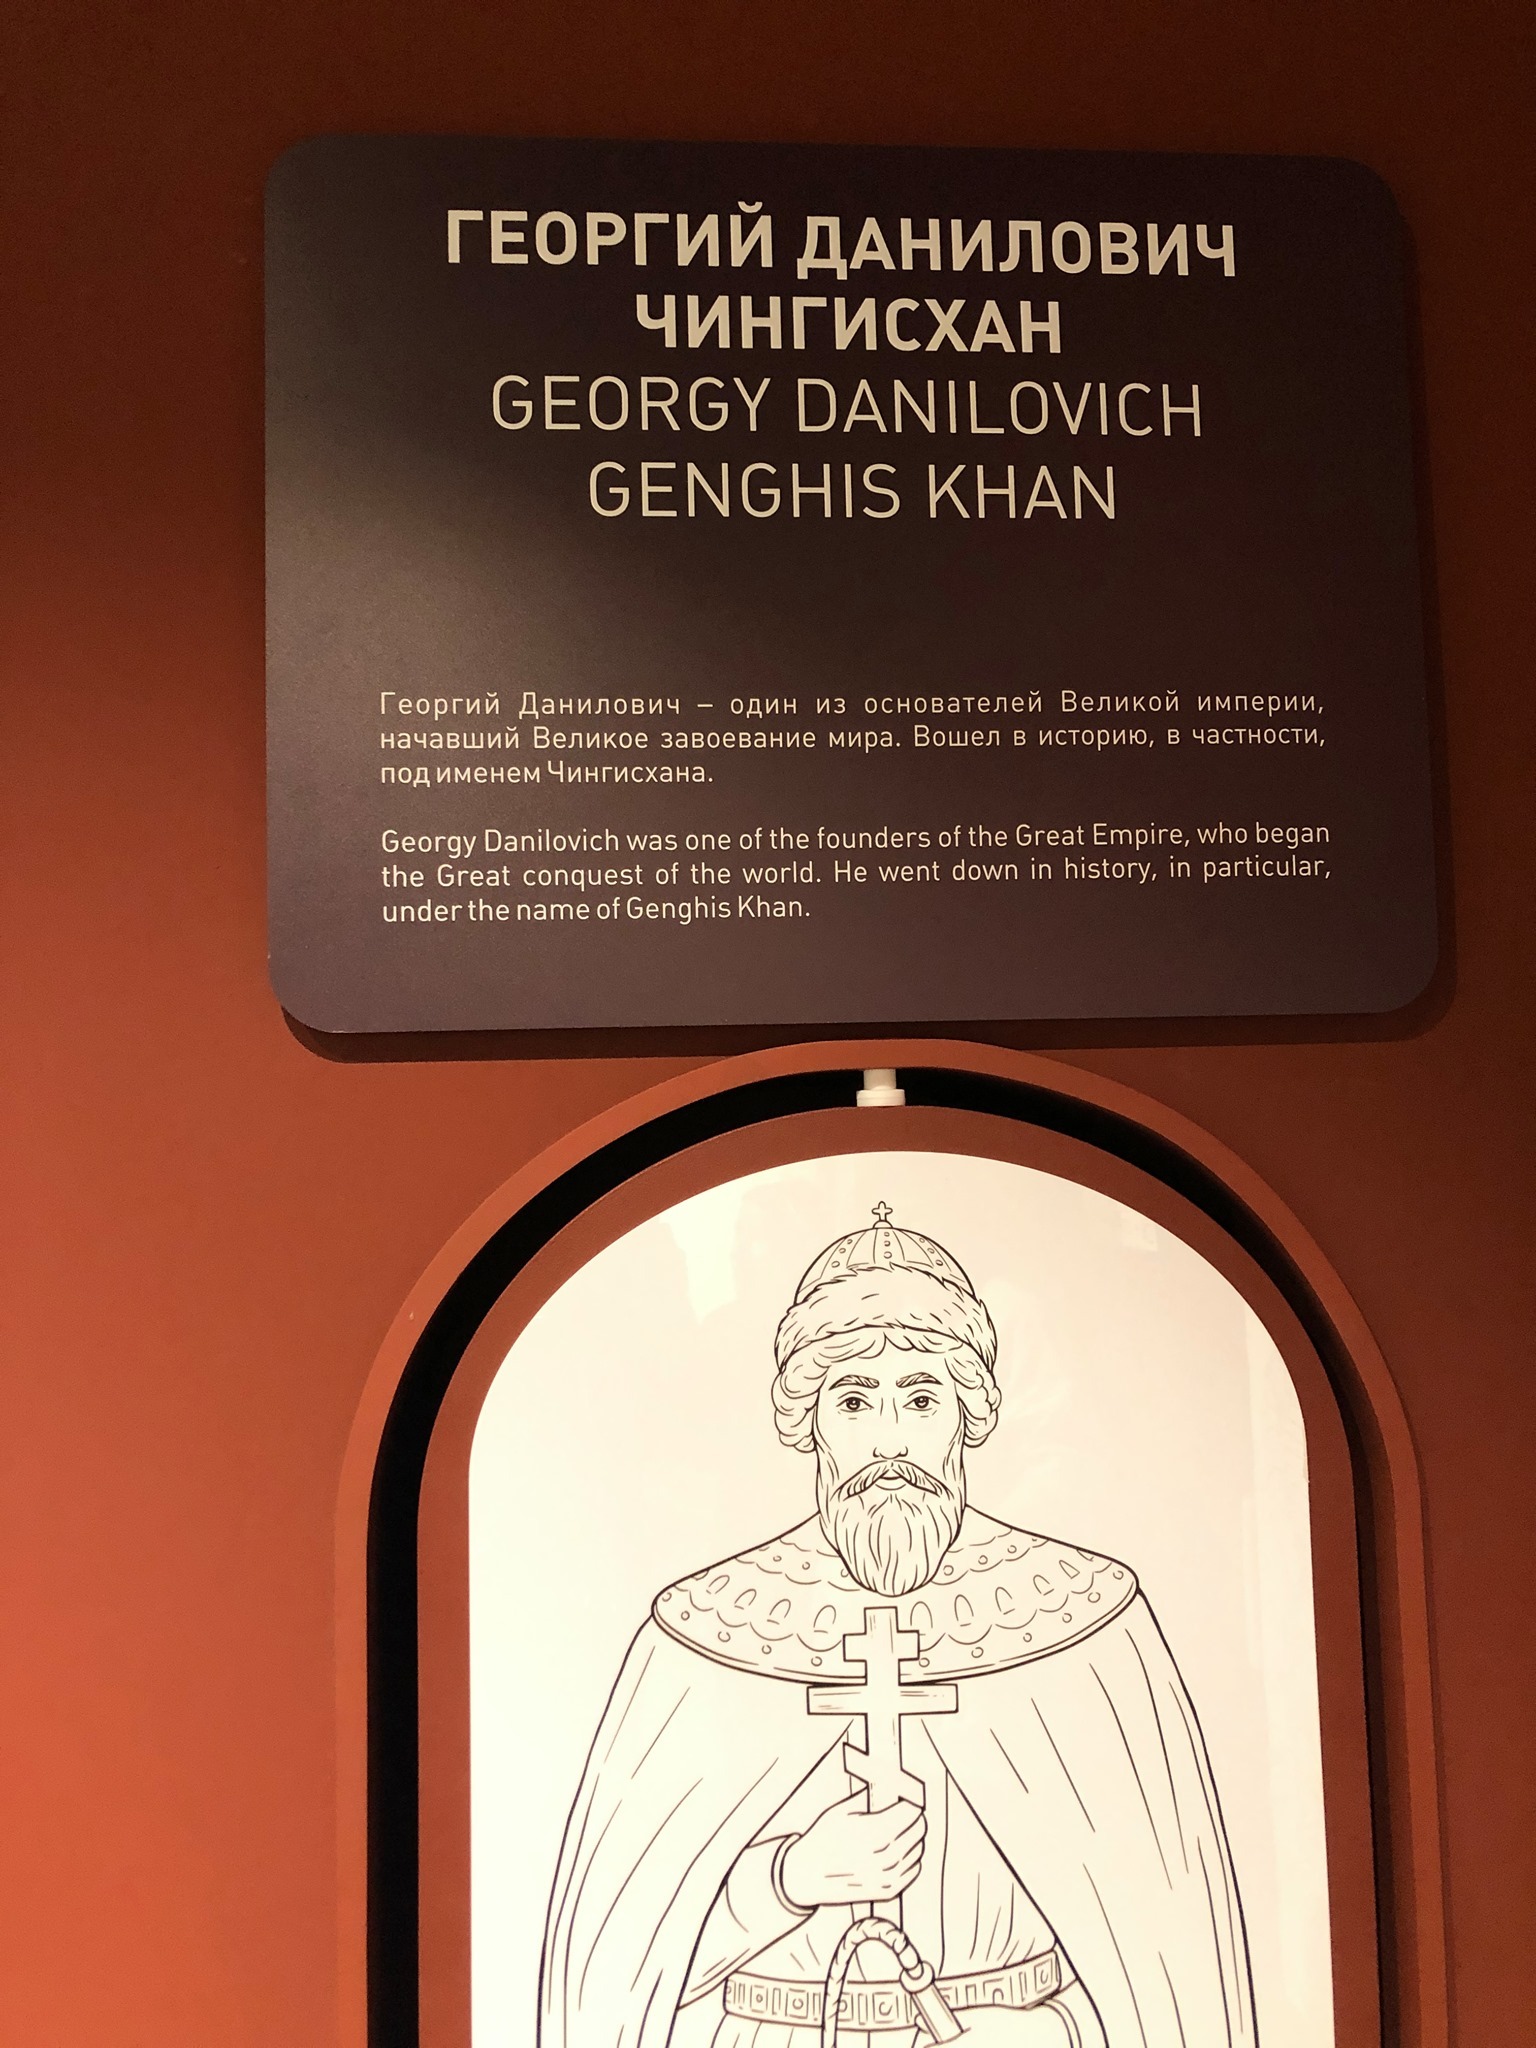 ГЕОРГИЙ ДАНИЛОВИЧ
ЧИНГИСХАН
GEORGY DANILOVICH
GENGHIS KHAN
Георгий Данилович – один из основателей Великой империи,
начавший Великое завоевание мира. Вошел в историю, в частности,
под именем Чингисхана.
Georgy Danilovich was one of the founders of the Great Empire, who began
the Great conquest of the world. He went down in history, in particular,
under the name of Genghis Khan.